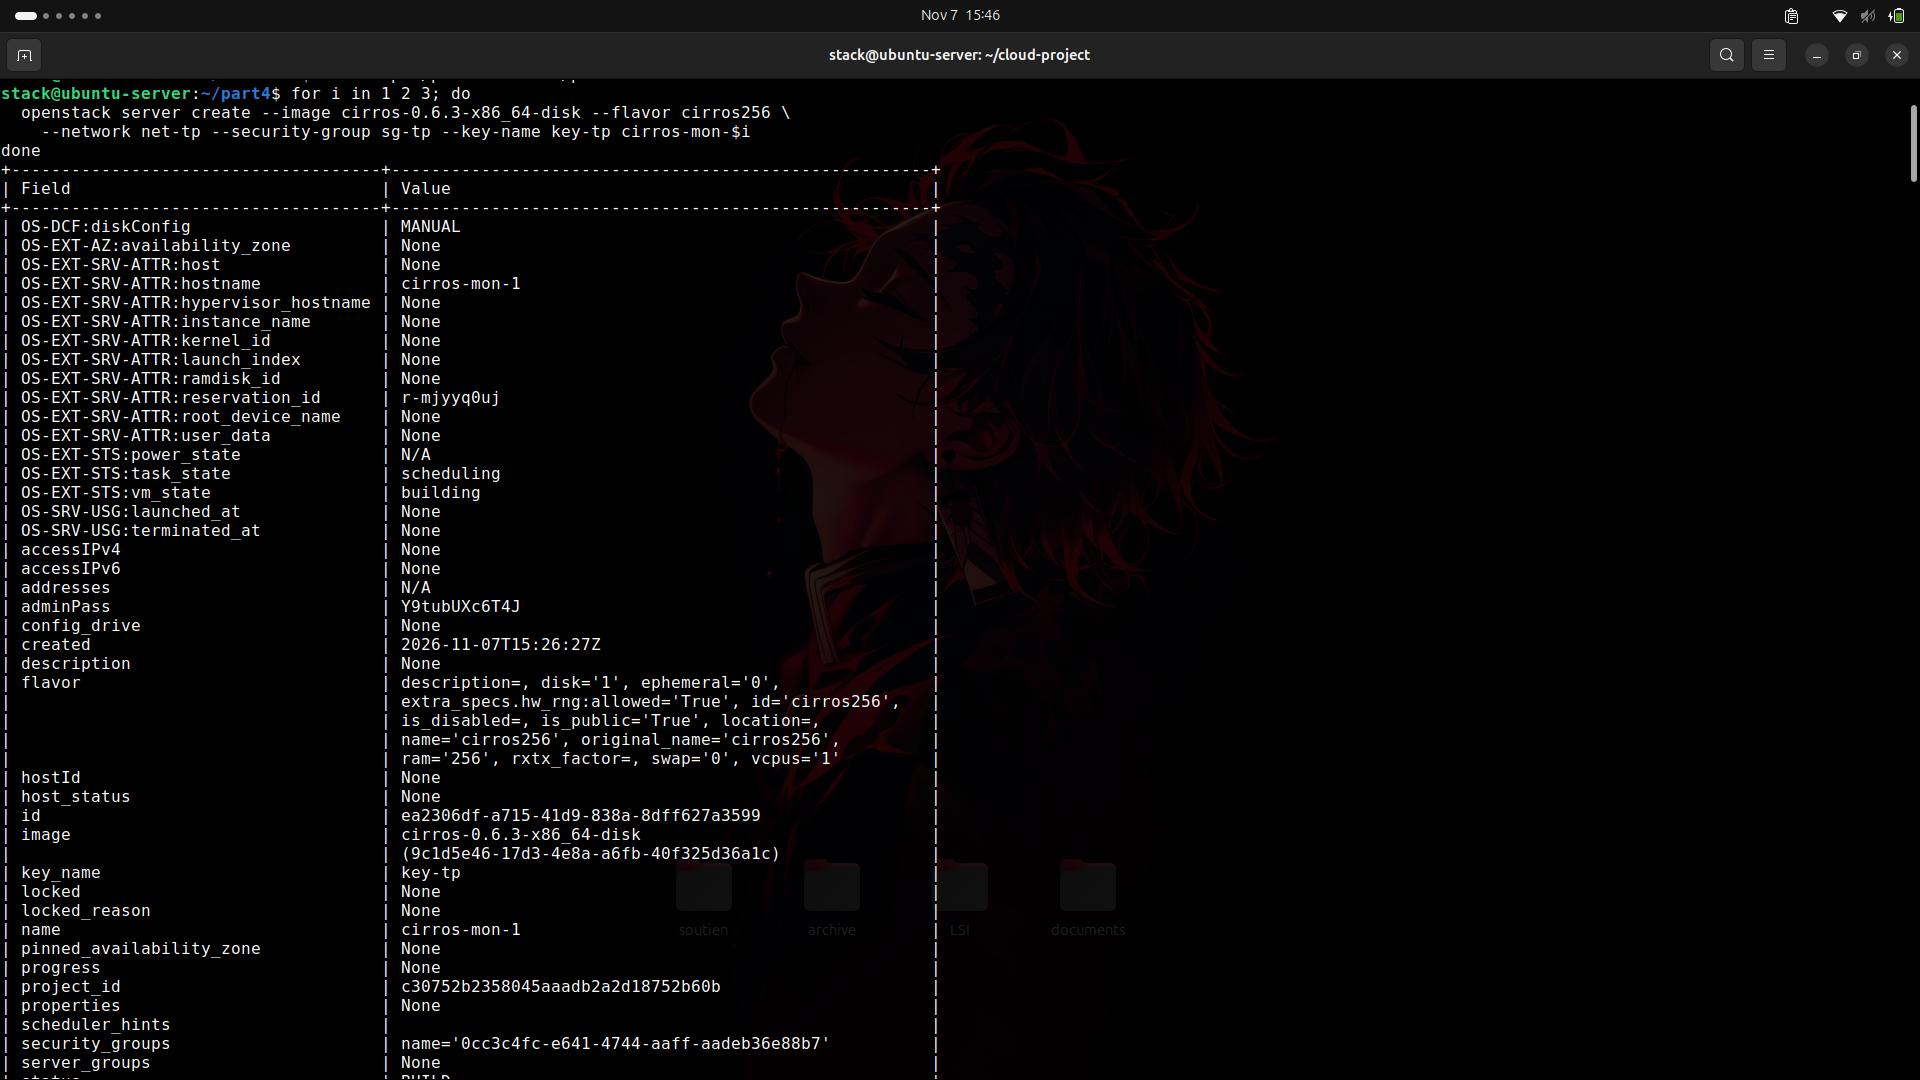 Nov 7 15:46
stack@ubuntu-server: ~/cloud-project
stack@ubuntu-server:~/part4$ for i in 1 2 3; do
  openstack server create --image cirros-0.6.3-x86_64-disk --flavor cirros256 \
    --network net-tp --security-group sg-tp --key-name key-tp cirros-mon-$i
done
+-------------------------------------+------------------------------------------------------+
| Field                               | Value                                                |
+-------------------------------------+------------------------------------------------------+
| OS-DCF:diskConfig                   | MANUAL                                               |
| OS-EXT-AZ:availability_zone         | None                                                 |
| OS-EXT-SRV-ATTR:host                | None                                                 |
| OS-EXT-SRV-ATTR:hostname            | cirros-mon-1                                         |
| OS-EXT-SRV-ATTR:hypervisor_hostname | None                                                 |
| OS-EXT-SRV-ATTR:instance_name       | None                                                 |
| OS-EXT-SRV-ATTR:kernel_id           | None                                                 |
| OS-EXT-SRV-ATTR:launch_index        | None                                                 |
| OS-EXT-SRV-ATTR:ramdisk_id          | None                                                 |
| OS-EXT-SRV-ATTR:reservation_id      | r-mjyyq0uj                                           |
| OS-EXT-SRV-ATTR:root_device_name    | None                                                 |
| OS-EXT-SRV-ATTR:user_data           | None                                                 |
| OS-EXT-STS:power_state              | N/A                                                  |
| OS-EXT-STS:task_state               | scheduling                                           |
| OS-EXT-STS:vm_state                 | building                                             |
| OS-SRV-USG:launched_at              | None                                                 |
| OS-SRV-USG:terminated_at            | None                                                 |
| accessIPv4                          | None                                                 |
| accessIPv6                          | None                                                 |
| addresses                           | N/A                                                  |
| adminPass                           | Y9tubUXc6T4J                                         |
| config_drive                        | None                                                 |
| created                             | 2026-11-07T15:26:27Z                                 |
| description                         | None                                                 |
| flavor                              | description=, disk='1', ephemeral='0',               |
|                                     | extra_specs.hw_rng:allowed='True', id='cirros256',   |
|                                     | is_disabled=, is_public='True', location=,           |
|                                     | name='cirros256', original_name='cirros256',         |
|                                     | ram='256', rxtx_factor=, swap='0', vcpus='1'         |
| hostId                              | None                                                 |
| host_status                         | None                                                 |
| id                                  | ea2306df-a715-41d9-838a-8dff627a3599                 |
| image                               | cirros-0.6.3-x86_64-disk                             |
|                                     | (9c1d5e46-17d3-4e8a-a6fb-40f325d36a1c)               |
| key_name                            | key-tp                                               |
| locked                              | None                                                 |
| locked_reason                       | None                                                 |
| name                                | cirros-mon-1                                         |
| pinned_availability_zone            | None                                                 |
| progress                            | None                                                 |
| project_id                          | c30752b2358045aaadb2a2d18752b60b                     |
| properties                          | None                                                 |
| scheduler_hints                     |                                                      |
| security_groups                     | name='0cc3c4fc-e641-4744-aaff-aadeb36e88b7'          |
| server_groups                       | None                                                 |
| status                              | BUILD                                                |
soutien
archive
LSI
documents